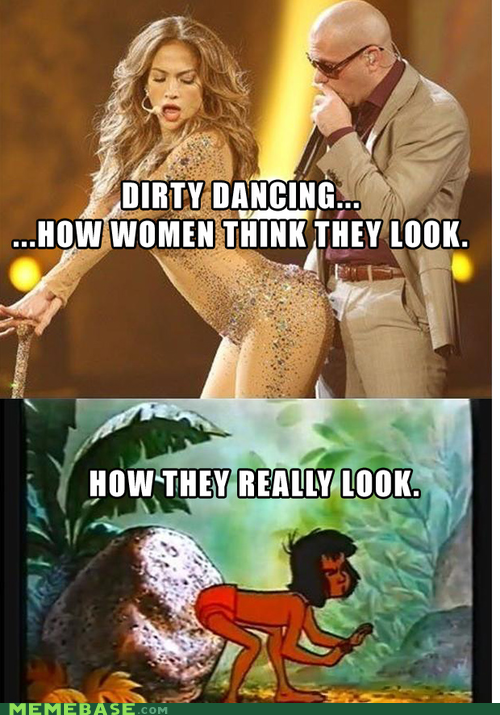 DIRTY DANCING...
...HOW WOMEN THINK THEY LOOK.
HOW THEY REALLY LOOK.
MEMEBASE.COM